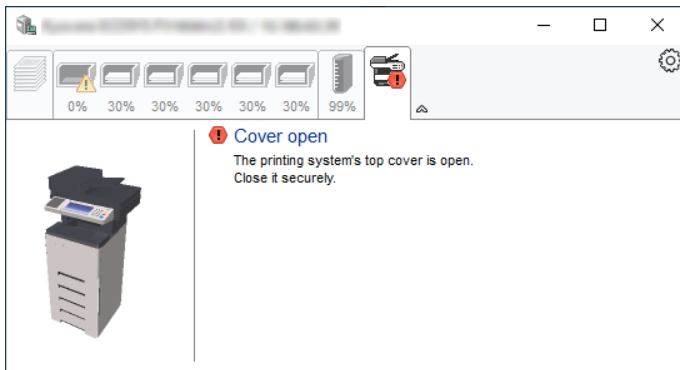 0% 30% 30% 30% 30% 30% 99%
Cover open
The printing system's top cover is open.
Close it securely.